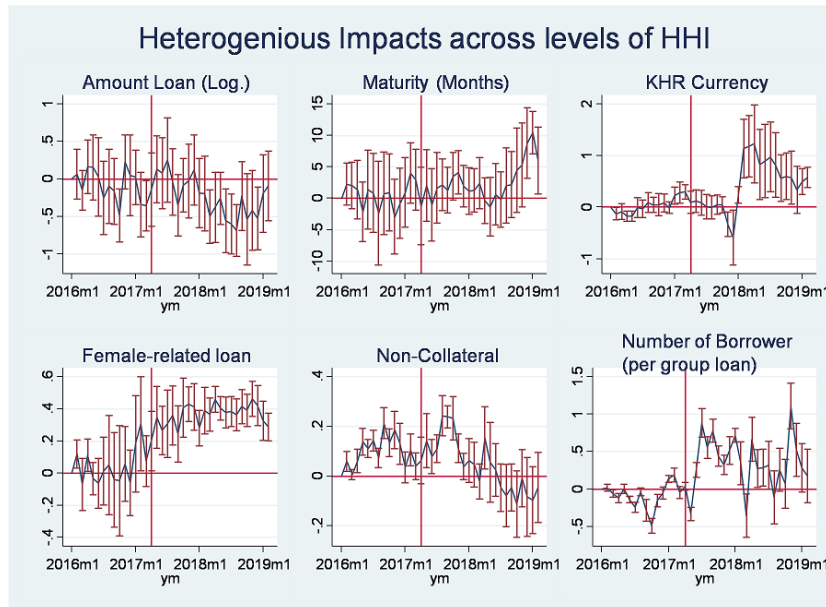 Heterogenious Impacts across levels of HHI
Amount Loan (Log.)
1
.5
0
-.5
-1
2016m1 2017m1 2018m1 2019m1
ym
Maturity (Months)
15
10
5
0
-5
-10
2016m1 2017m1 2018m1 2019m1
ym
KHR Currency
2
1
0
-1
2016m1 2017m1 2018m1 2019m1
ym
Female-related loan
.6
.4
.2
0
-.2
-.4
2016m1 2017m1 2018m1 2019m1
ym
Non-Collateral
.4
.2
0
-.2
2016m1 2017m1 2018m1 2019m1
ym
Number of Borrower
(per group loan)
1.5
1
.5
0
-.5
2016m1 2017m1 2018m1 2019m1
ym